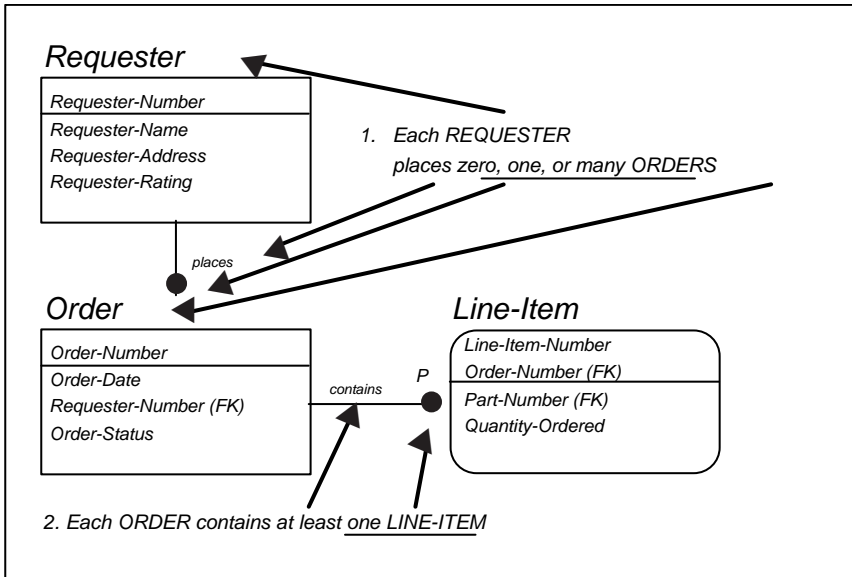 Requester
Requester-Number
Requester-Name
Requester-Address
Requester-Rating
1. Each REQUESTER
places zero, one, or many ORDERS
places
Order
Order-Number
Order-Date
Requester-Number (FK)
Order-Status
contains
P
Line-Item
Line-Item-Number
Order-Number (FK)
Part-Number (FK)
Quantity-Ordered
2. Each ORDER contains at least one LINE-ITEM